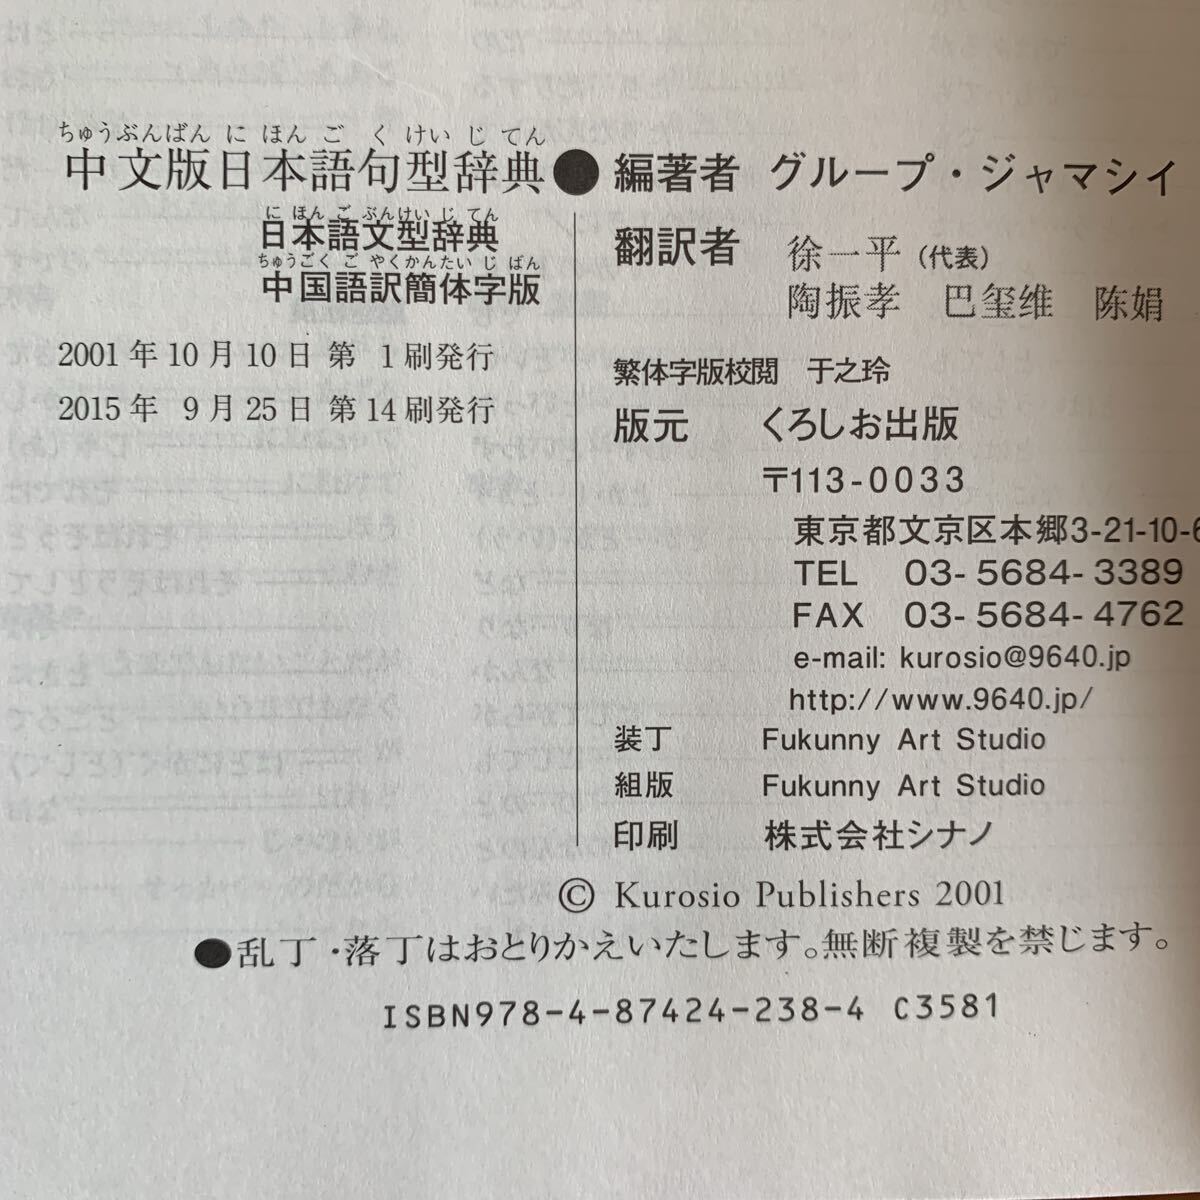 ちゅうぶんばん に ほん ご く けい じ てん
中文版日本語句型辞典
に ほん ご ぶんけい じ てん
日本語文型辞典
ちゅうごく ご やくかんたい じ ばん
中国語訳簡体字版
2001年10月10日 第 1刷発行
2015年 9月25日 第14刷発行
●編著者 グループ・ジャマシイ
翻訳者 徐一平(代表)
陶振孝 巴玺维 陈娟
繁体字版校閲 于之玲
版元 くろしお出版
〒113-0033
東京都文京区本郷3-21-10-6
TEL 03-5684-3389
FAX 03-5684-4762
e-mail: kurosio@9640.jp
http://www.9640.jp/
装丁 Fukunny Art Studio
組版 Fukunny Art Studio
印刷 株式会社シナノ
© Kurosio Publishers 2001
●乱丁・落丁はおとりかえいたします。無断複製を禁じます。
ISBN978-4-87424-238-4 C3581